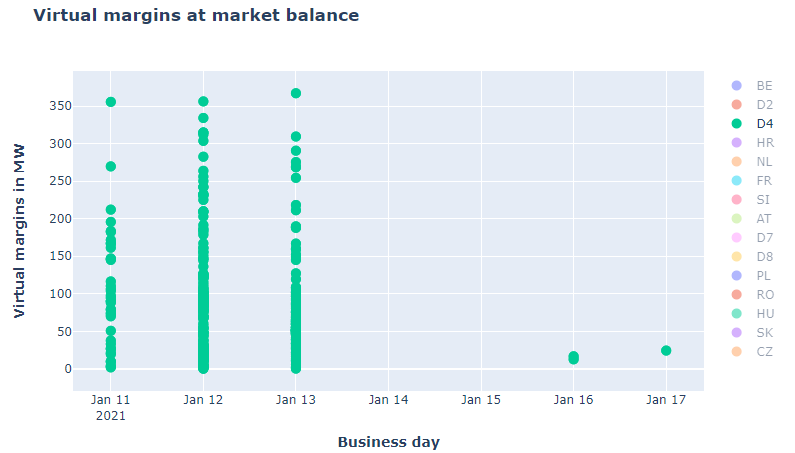 Virtual margins at market balance
350
300
250
200
150
100
50
0
Virtual margins in MW
Jan 11
2021
Jan 12
Jan 13
Jan 14
Jan 15
Jan 16
Jan 17
Business day
BE
D2
D4
HR
NL
FR
SI
AT
D7
D8
PL
RO
HU
SK
CZ